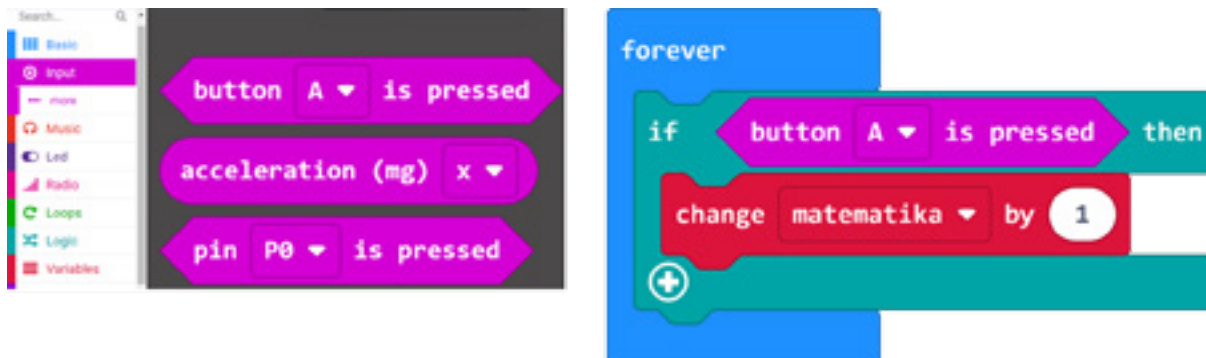 Search...
Basic
Input
more
Music
Led
Radio
Loops
Logic
Variables
button A is pressed
acceleration (mg) x
pin P0 is pressed
forever
if button A is pressed then
change matematika by 1